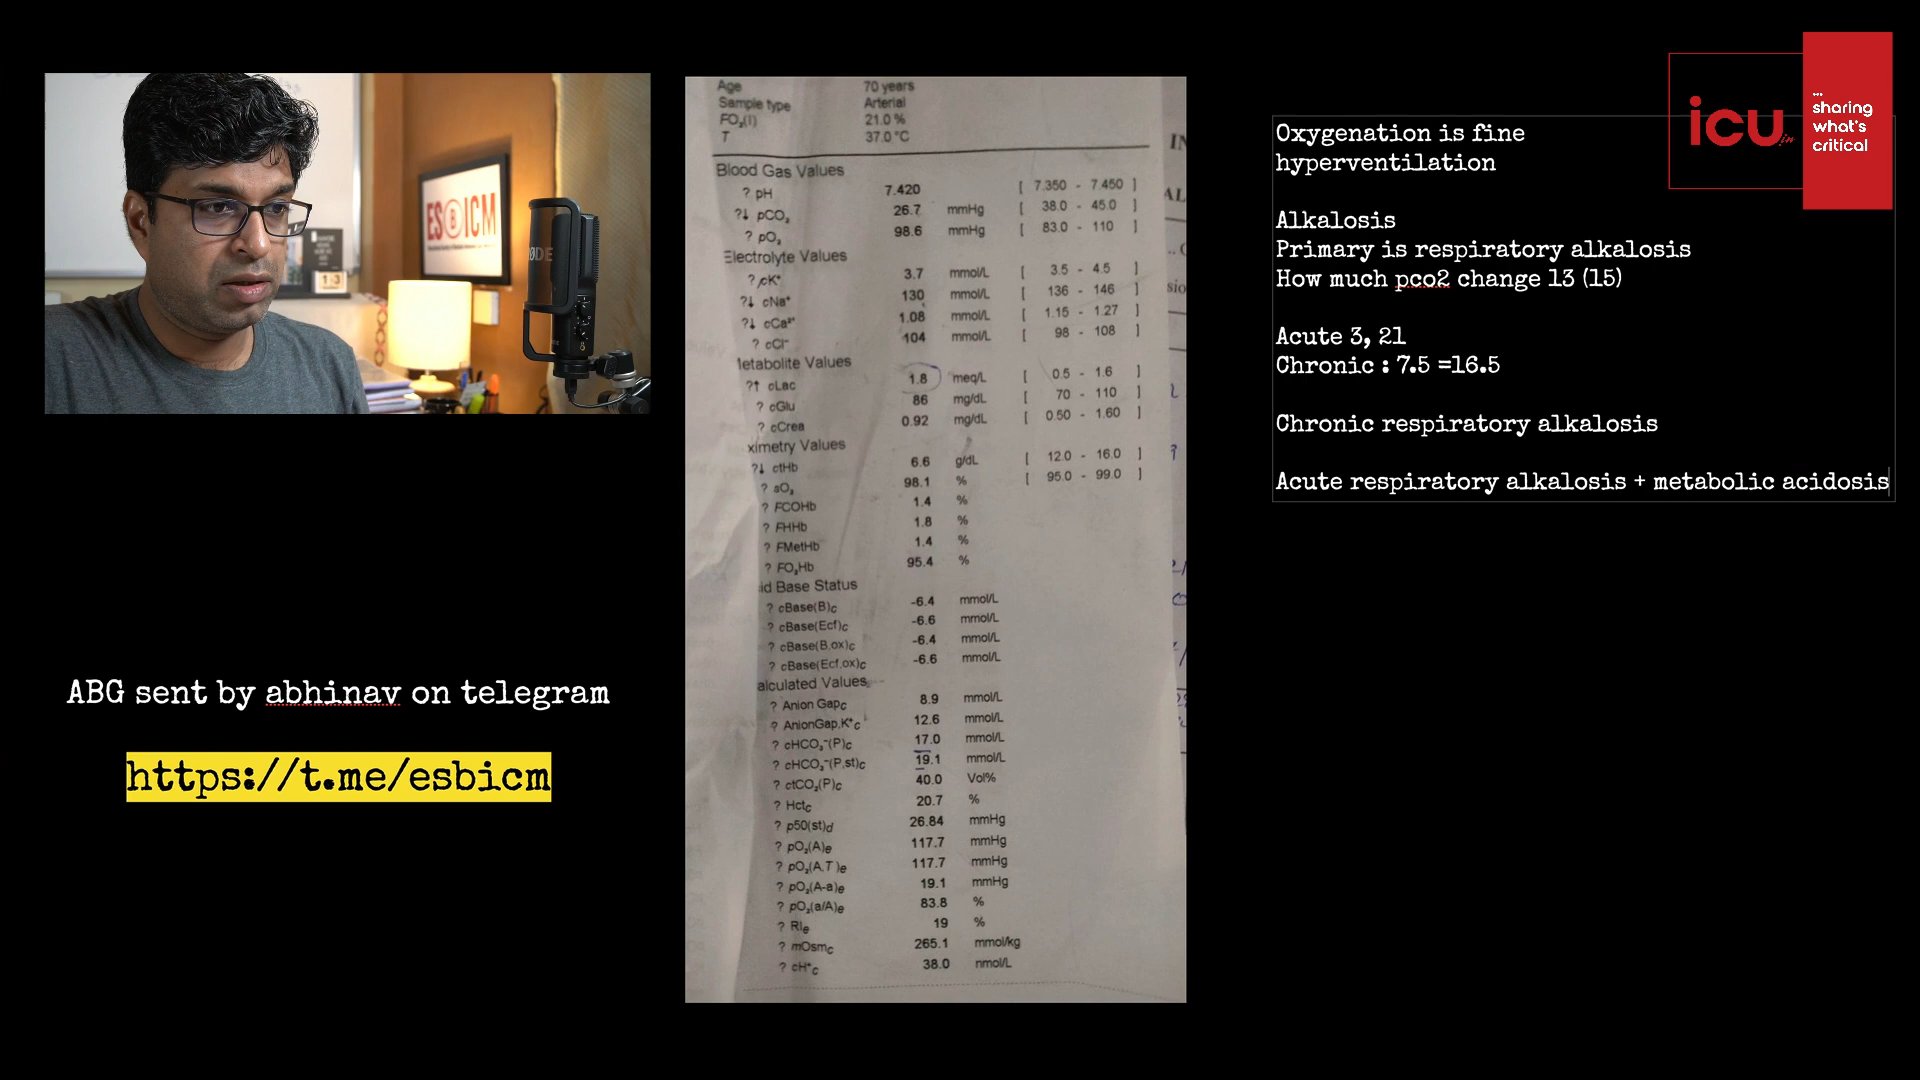 ES B ICM
13
ØDE
ABG sent by abhinav on telegram
https://t.me/esbicm
Age 70 years
Sample type Arterial
FO₂(I) 21.0 %
T 37.0 °C
Blood Gas Values
? pH 7.420 [ 7.350 - 7.450 ]
?↓ pCO₂ 26.7 mmHg [ 38.0 - 45.0 ]
? pO₂ 98.6 mmHg [ 83.0 - 110 ]
Electrolyte Values
? cK⁺ 3.7 mmol/L [ 3.5 - 4.5 ]
?↓ cNa⁺ 130 mmol/L [ 136 - 146 ]
?↓ cCa²⁺ 1.08 mmol/L [ 1.15 - 1.27 ]
? cCl⁻ 104 mmol/L [ 98 - 108 ]
letabolite Values
?↑ cLac 1.8 meq/L [ 0.5 - 1.6 ]
? cGlu 86 mg/dL [ 70 - 110 ]
? cCrea 0.92 mg/dL [ 0.50 - 1.60 ]
ximetry Values
?↓ ctHb 6.6 g/dL [ 12.0 - 16.0 ]
? sO₂ 98.1 % [ 95.0 - 99.0 ]
? FCOHb 1.4 %
? FHHb 1.8 %
? FMetHb 1.4 %
? FO₂Hb 95.4 %
id Base Status
? cBase(B)c -6.4 mmol/L
? cBase(Ecf)c -6.6 mmol/L
? cBase(B,ox)c -6.4 mmol/L
? cBase(Ecf,ox)c -6.6 mmol/L
alculated Values
? Anion Gapc 8.9 mmol/L
? AnionGap,K⁺c 12.6 mmol/L
? cHCO₃⁻(P)c 17.0 mmol/L
? cHCO₃⁻(P,st)c 19.1 mmol/L
? ctCO₂(P)c 40.0 Vol%
? Hctc 20.7 %
? p50(st)d 26.84 mmHg
? pO₂(A)e 117.7 mmHg
? pO₂(A,T)e 117.7 mmHg
? pO₂(A-a)e 19.1 mmHg
? pO₂(a/A)e 83.8 %
? RIe 19 %
? mOsmc 265.1 mmol/kg
? cH⁺c 38.0 nmol/L
icu.in
...
sharing
what's
critical
Oxygenation is fine
hyperventilation
Alkalosis
Primary is respiratory alkalosis
How much pco2 change 13 (15)
Acute 3, 21
Chronic : 7.5 =16.5
Chronic respiratory alkalosis
Acute respiratory alkalosis + metabolic acidosis